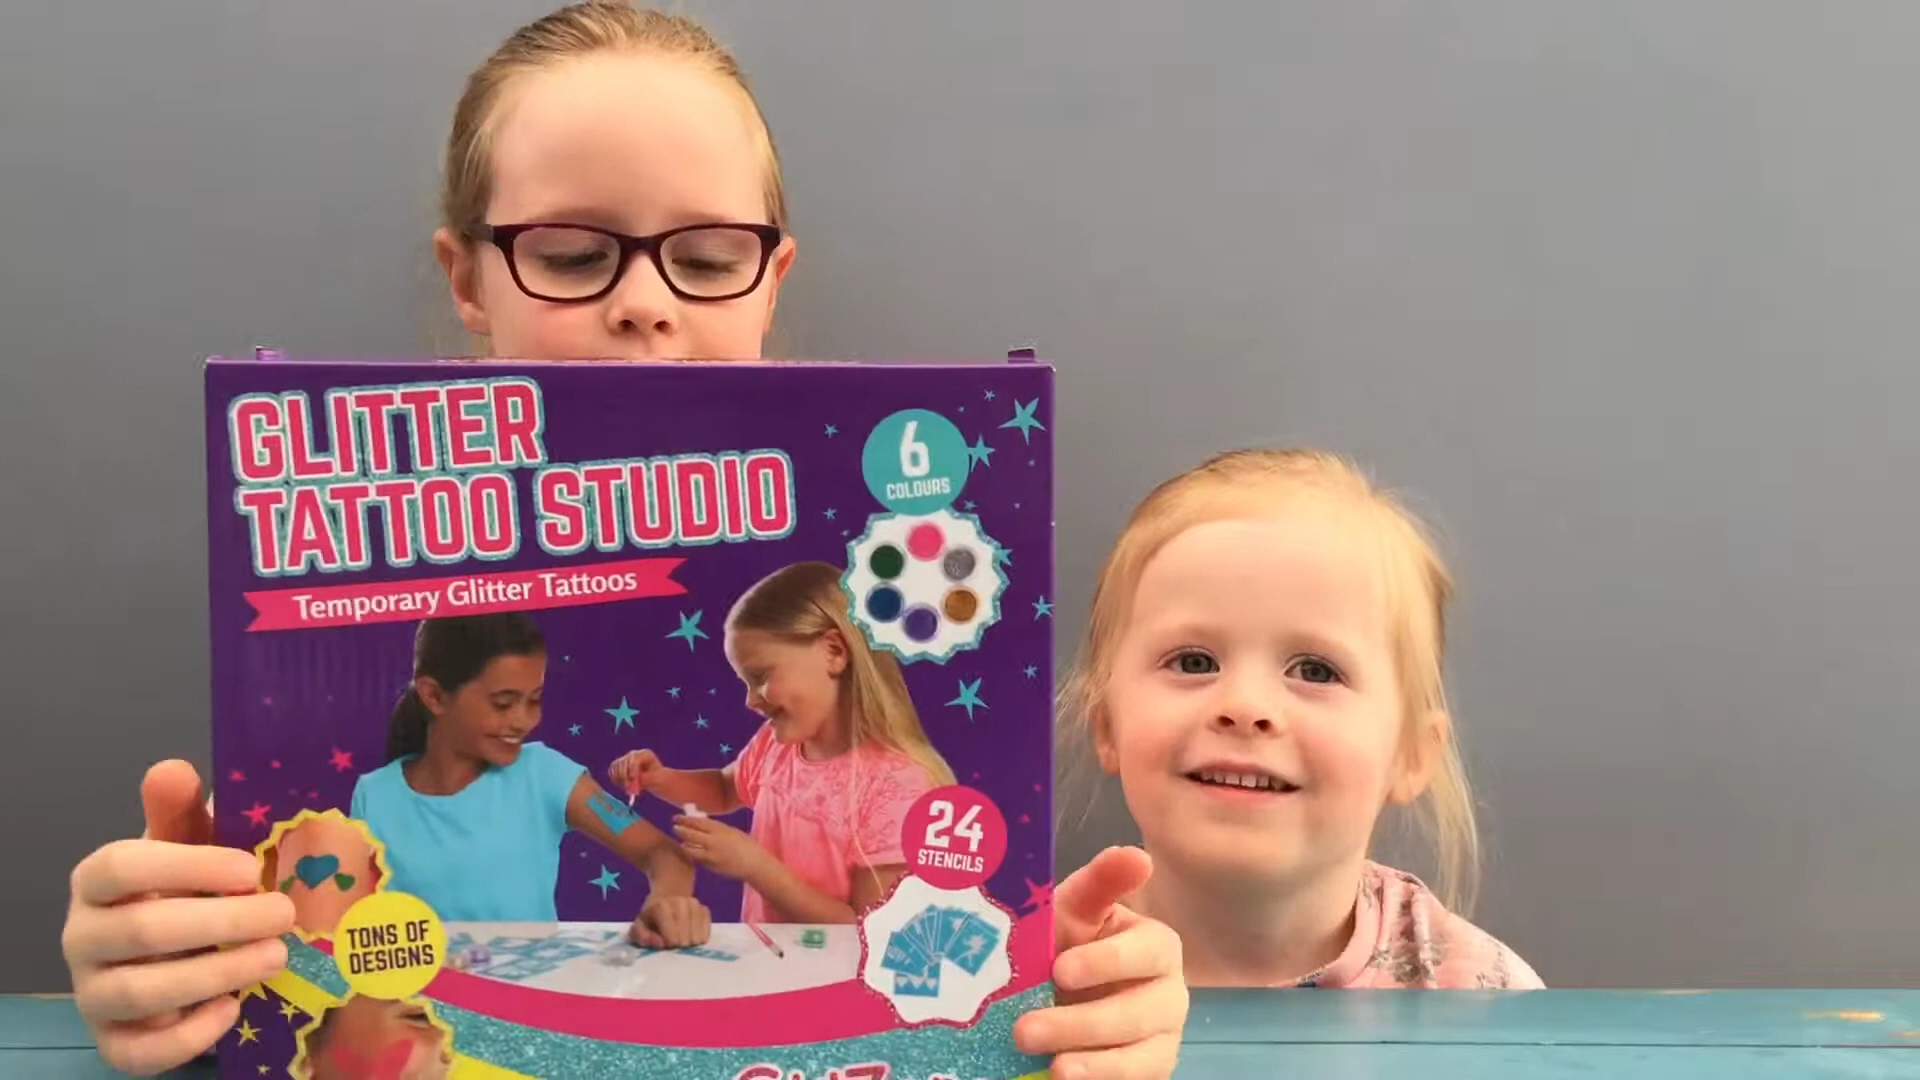 GLITTER
TATTOO STUDIO
Temporary Glitter Tattoos
6
COLOURS
24
STENCILS
TONS OF
DESIGNS